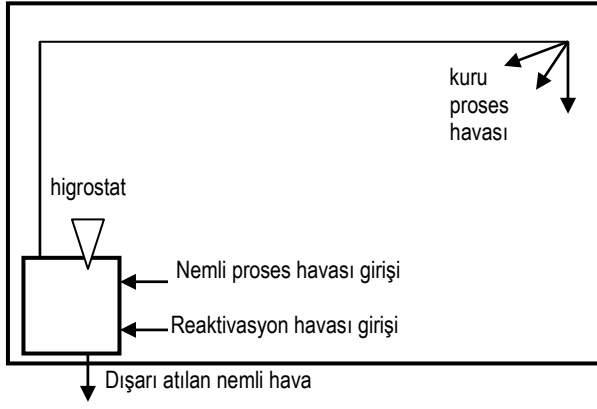 kuru
proses
havası
higrostat
Nemli proses havası girişi
Reaktivasyon havası girişi
Dışarı atılan nemli hava